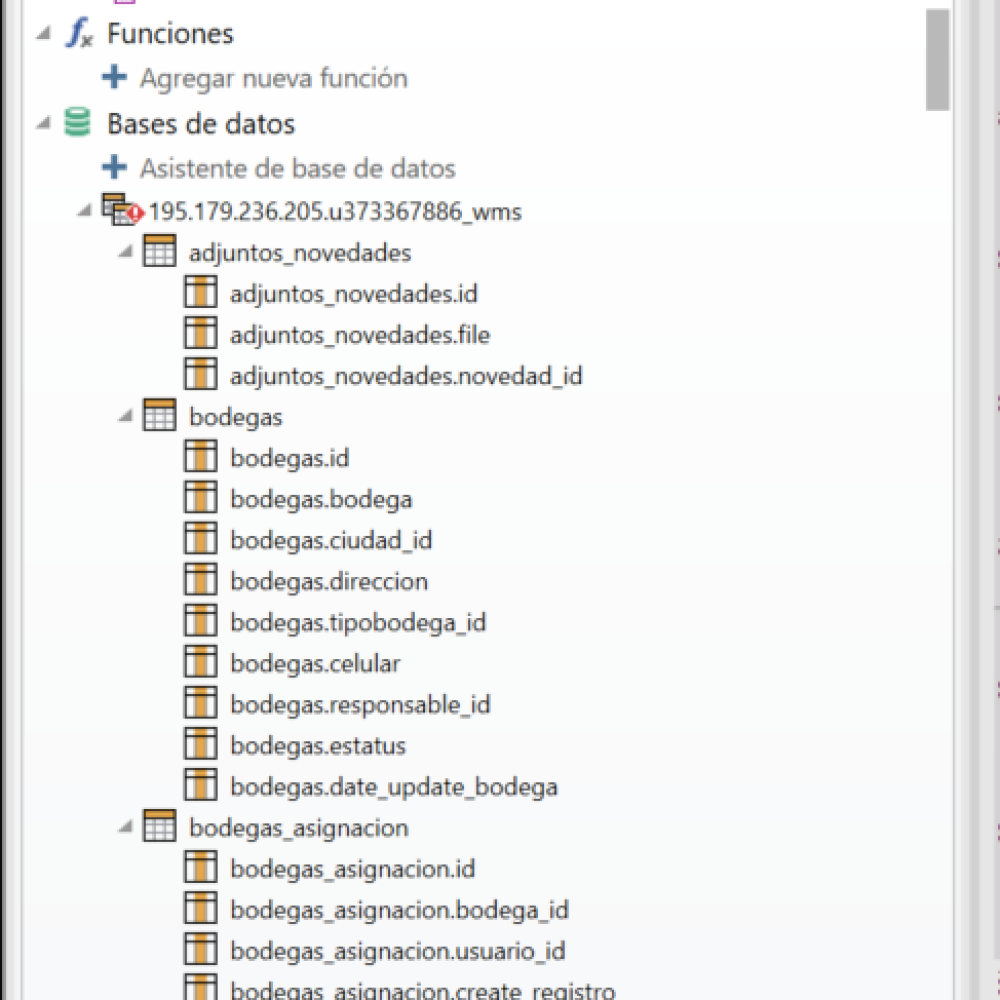 Funciones
Agregar nueva función
Bases de datos
Asistente de base de datos
195.179.236.205.u373367886_wms
adjuntos_novedades
adjuntos_novedades.id
adjuntos_novedades.file
adjuntos_novedades.novedad_id
bodegas
bodegas.id
bodegas.bodega
bodegas.ciudad_id
bodegas.direccion
bodegas.tipobodega_id
bodegas.celular
bodegas.responsable_id
bodegas.estatus
bodegas.date_update_bodega
bodegas_asignacion
bodegas_asignacion.id
bodegas_asignacion.bodega_id
bodegas_asignacion.usuario_id
bodegas_asignacion.create_registro